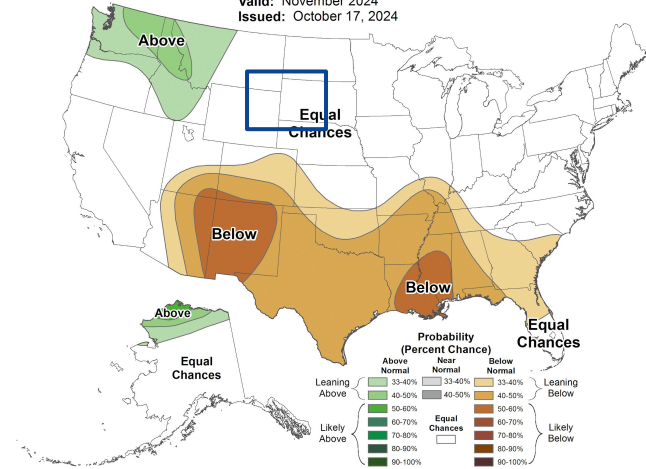 Valid: November 2024
Issued: October 17, 2024
Above
Equal
Chances
Below
Below
Above
Equal
Chances
Equal
Chances
Probability
(Percent Chance)
Above
Normal
Near
Normal
Below
Normal
Leaning
Above
33-40%
40-50%
Likely
Above
50-60%
60-70%
70-80%
80-90%
90-100%
33-40%
40-50%
Equal
Chances
33-40%
40-50%
Leaning
Below
50-60%
60-70%
70-80%
80-90%
90-100%
Likely
Below